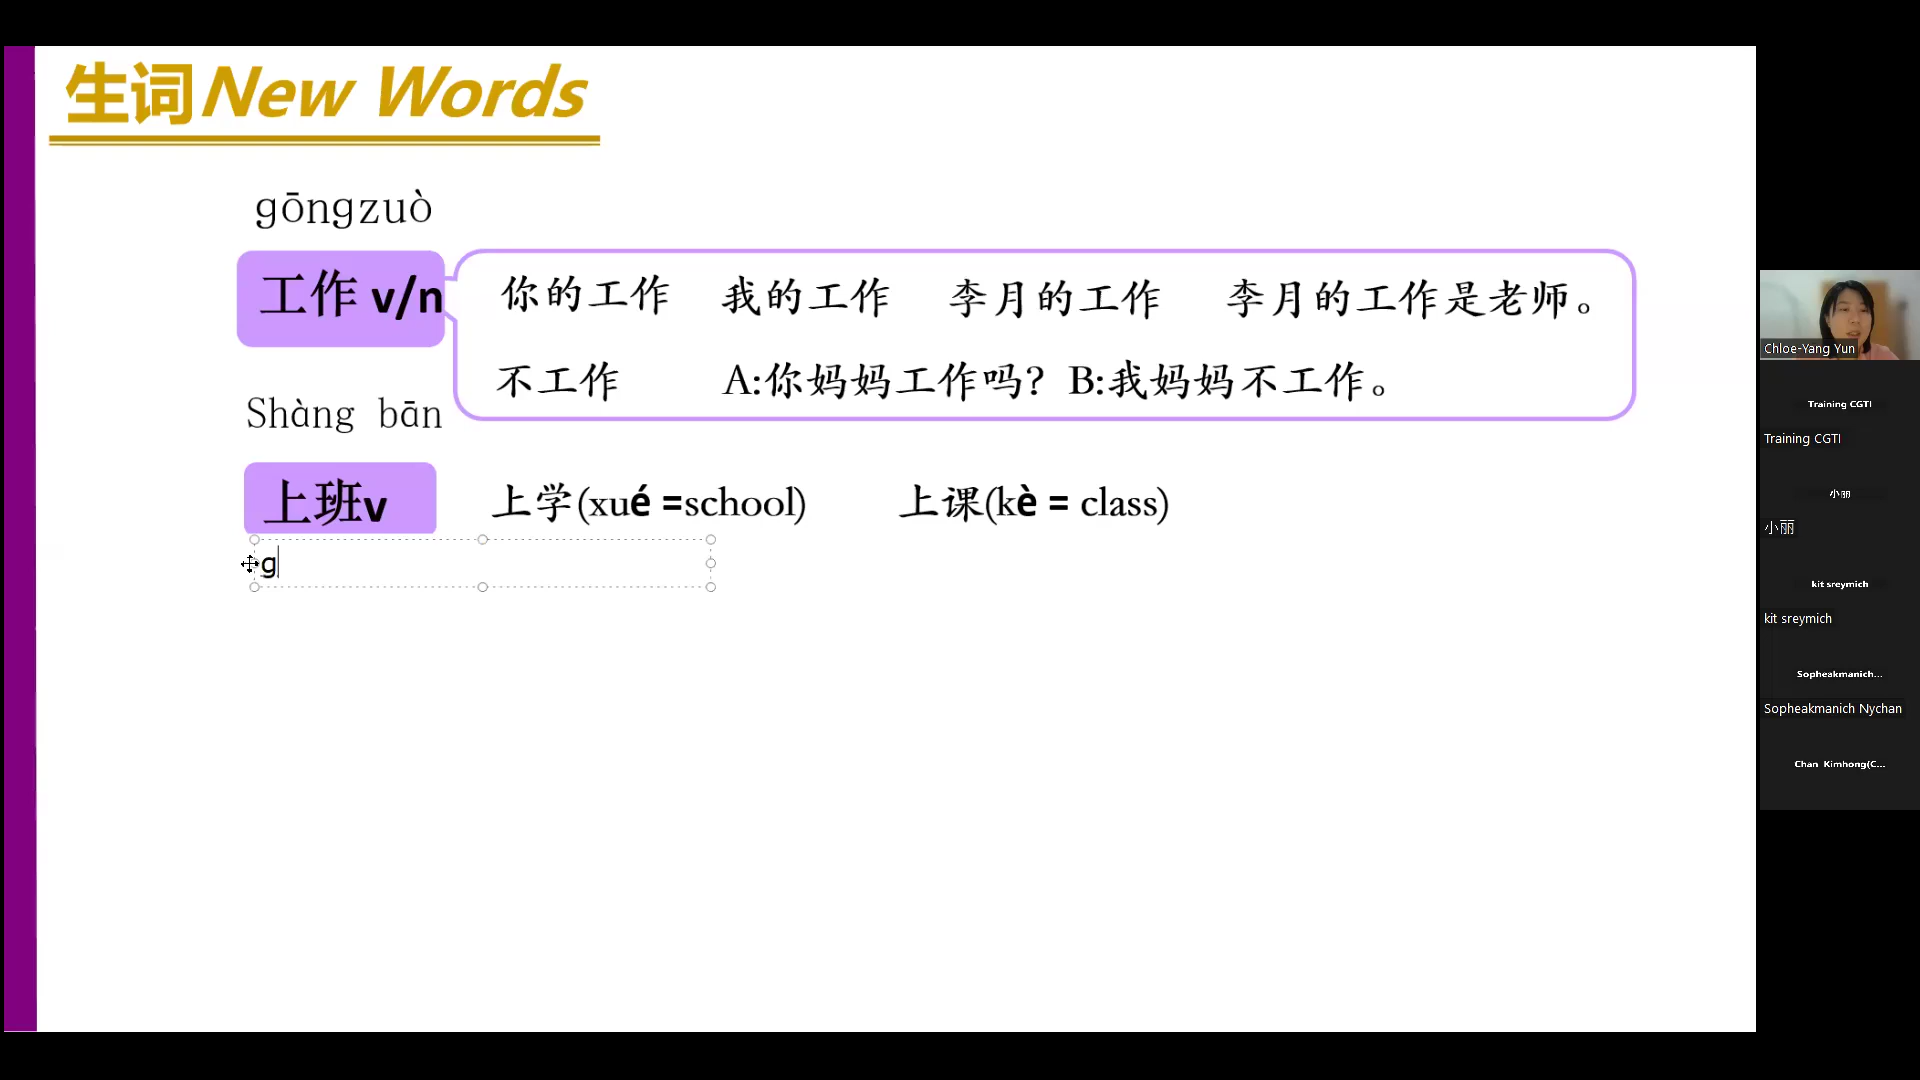 生词New Words
gōngzuò
工作 v/n
你的工作 我的工作 李月的工作 李月的工作是老师。
不工作 A:你妈妈工作吗？ B:我妈妈不工作。
Shàng bān
上班v 上学(xué =school) 上课(kè = class)
g
Chloe-Yang Yun
Training CGTI
Training CGTI
小丽
小丽
kit sreymich
kit sreymich
Sopheakmanich...
Sopheakmanich Nychan
Chan Kimhong(C...